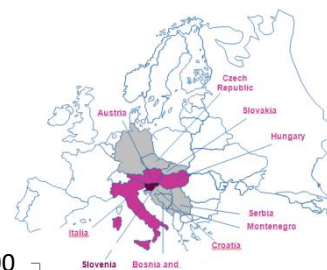 Czech
Republic
Austria
Slovakia
Hungary
Serbia
Montenegro
Italia
Croatia
Slovenia
Bosnia and